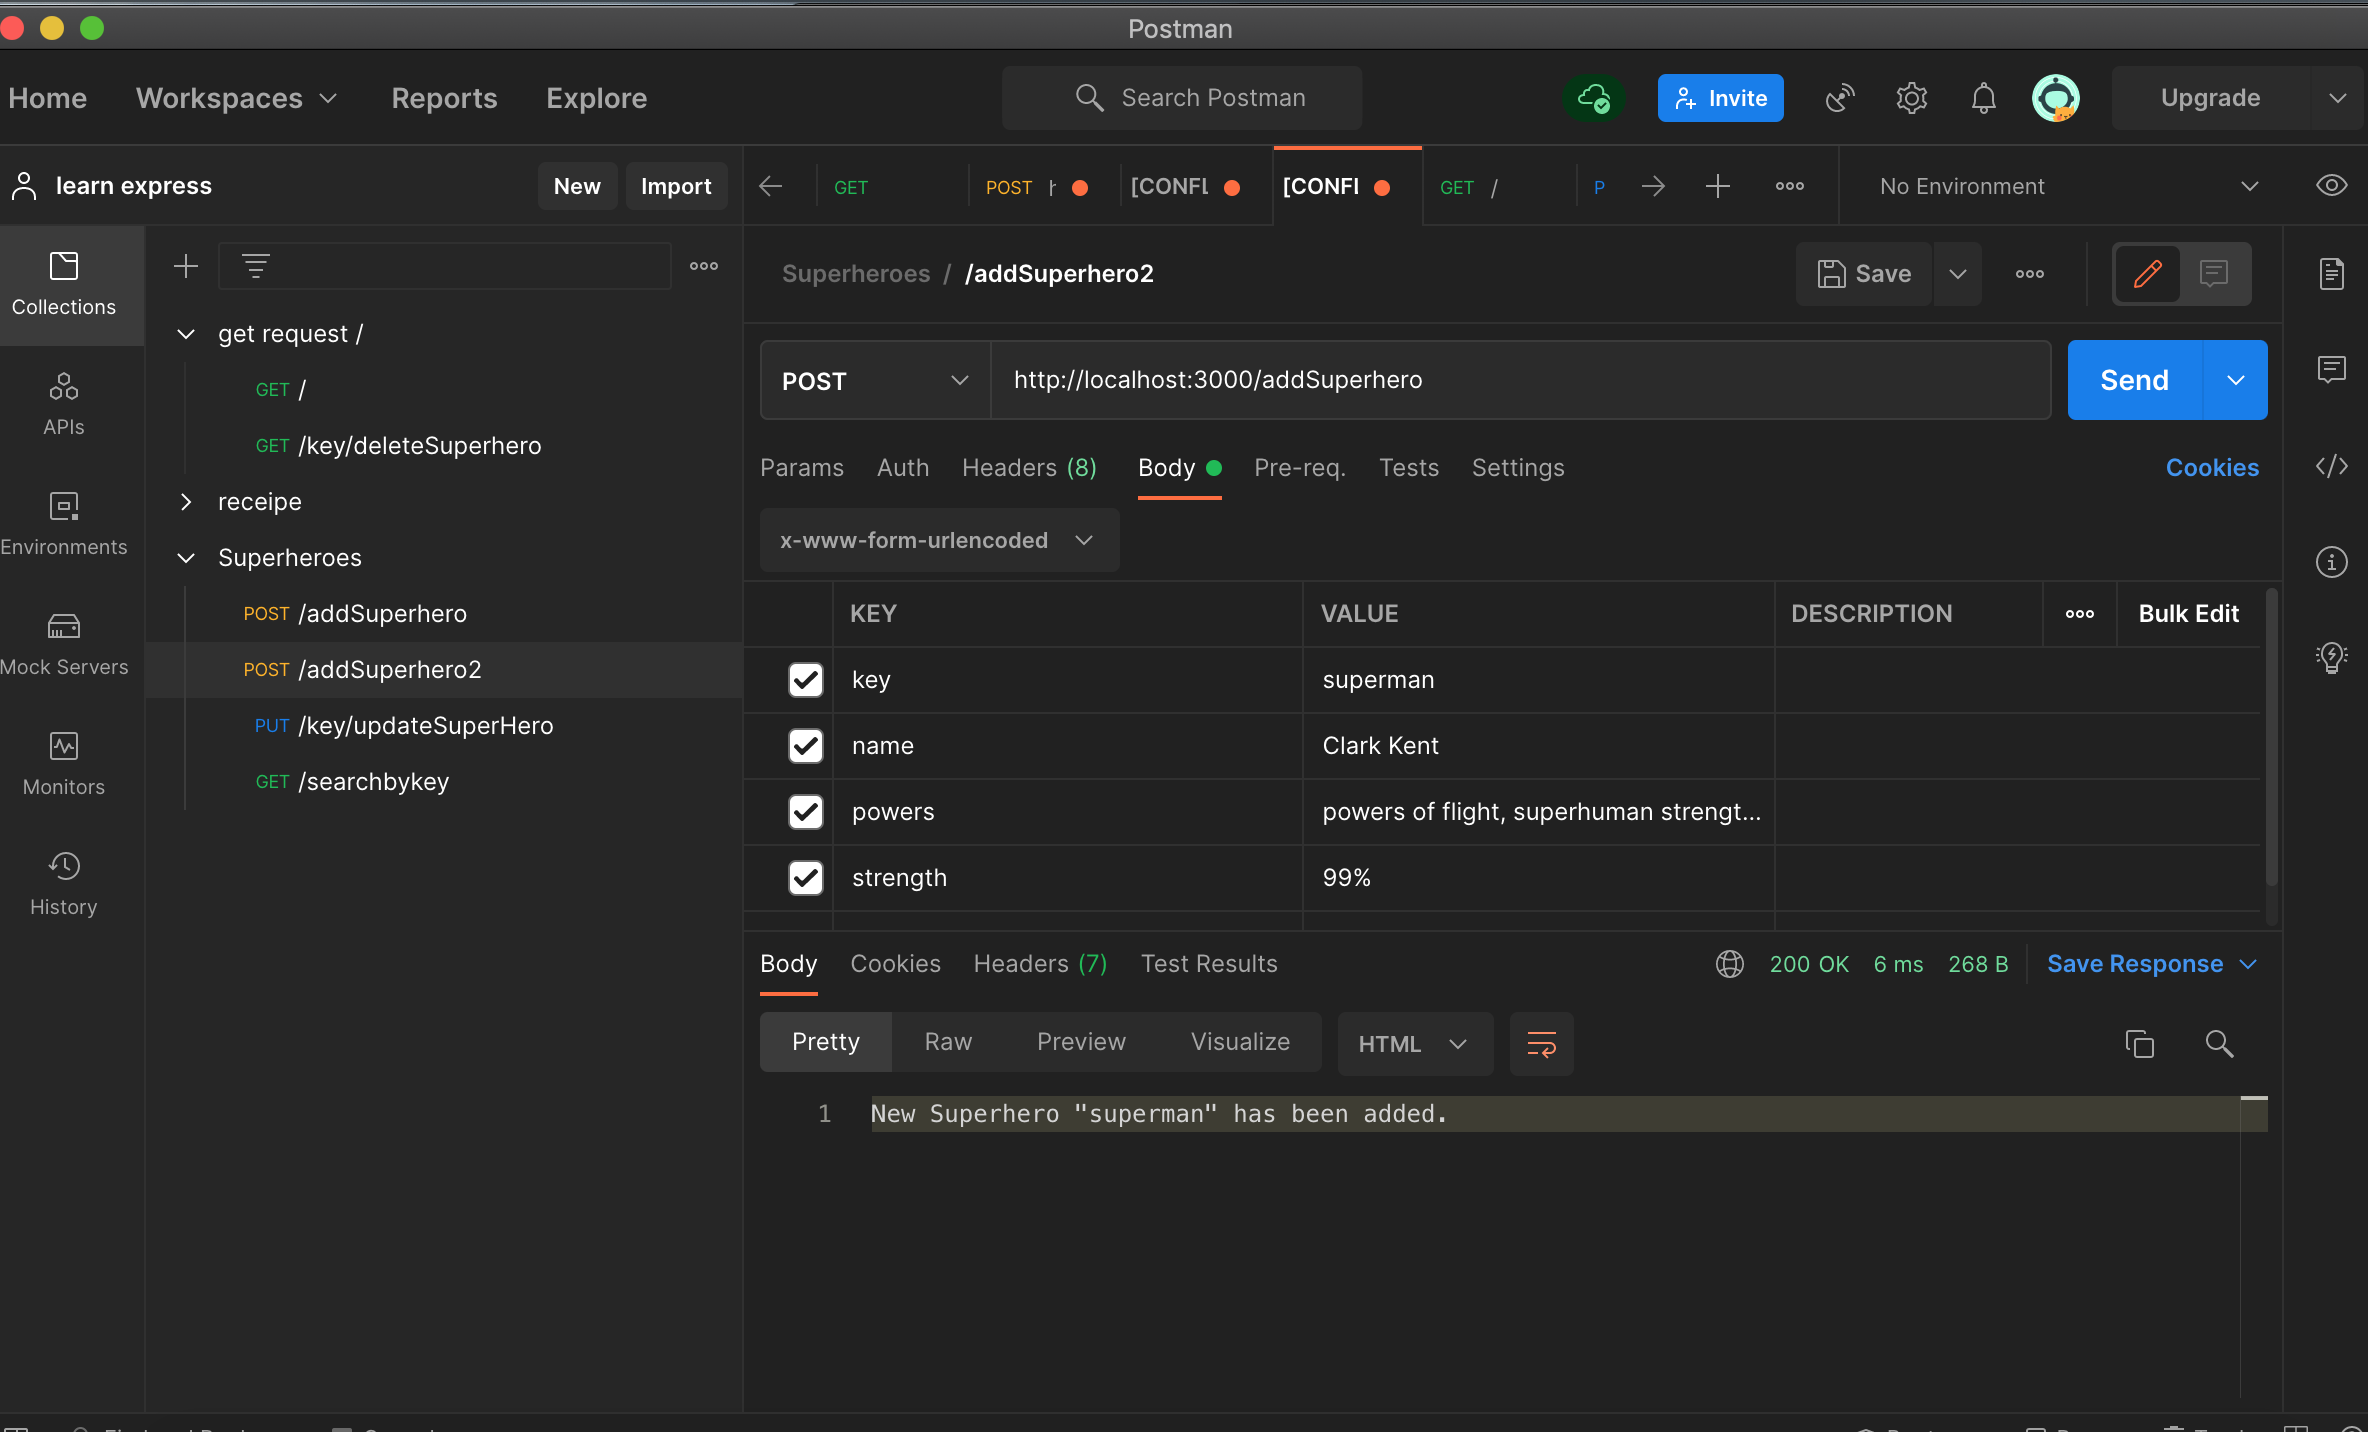 Postman
Home Workspaces Reports Explore Search Postman Invite Upgrade
learn express New Import GET POST [CONFL [CONFI GET / P No Environment
Superheroes / /addSuperhero2 Save
Collections
get request /
GET /
GET /key/deleteSuperhero
receipe
Superheroes
POST /addSuperhero
POST /addSuperhero2
PUT /key/updateSuperHero
GET /searchbykey
APIs
Environments
Mock Servers
Monitors
History
POST http://localhost:3000/addSuperhero Send
Params Auth Headers (8) Body Pre-req. Tests Settings Cookies
x-www-form-urlencoded
KEY VALUE DESCRIPTION Bulk Edit
key superman
name Clark Kent
powers powers of flight, superhuman strengt...
strength 99%
Body Cookies Headers (7) Test Results 200 OK 6 ms 268 B Save Response
Pretty Raw Preview Visualize HTML
1 New Superhero "superman" has been added.